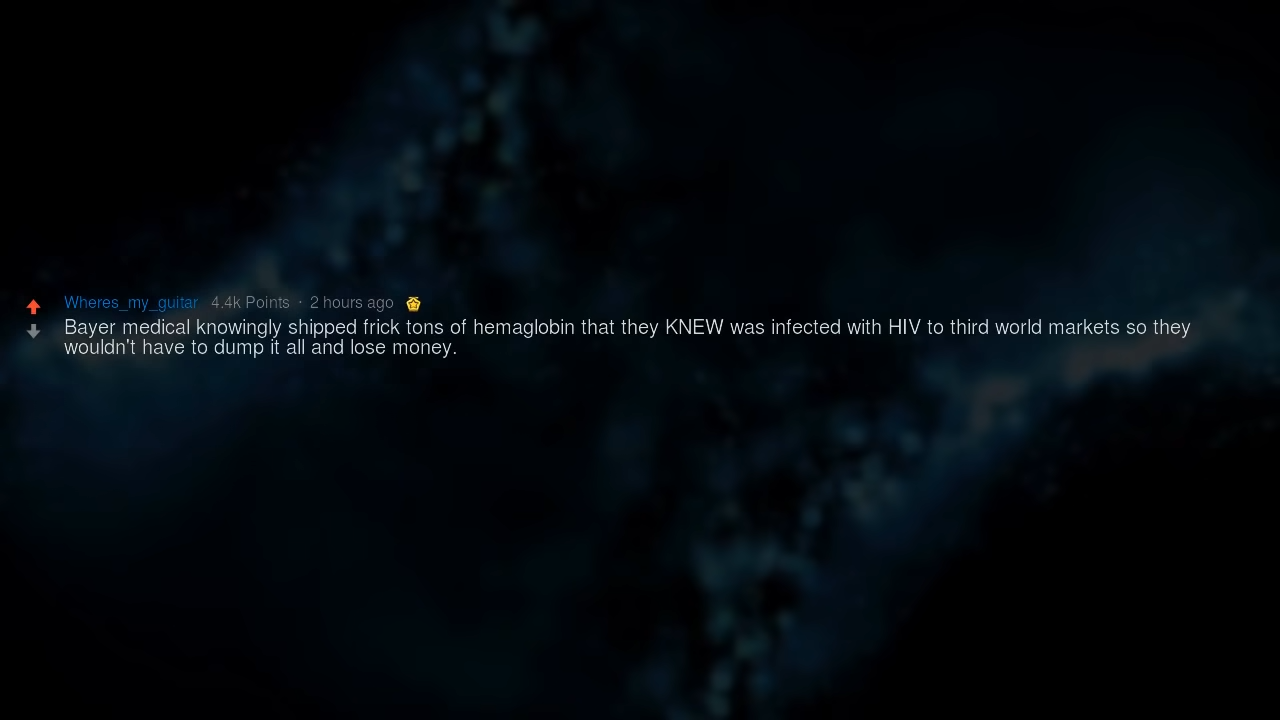 Wheres_my_guitar 4.4k Points · 2 hours ago
Bayer medical knowingly shipped frick tons of hemaglobin that they KNEW was infected with HIV to third world markets so they
wouldn't have to dump it all and lose money.